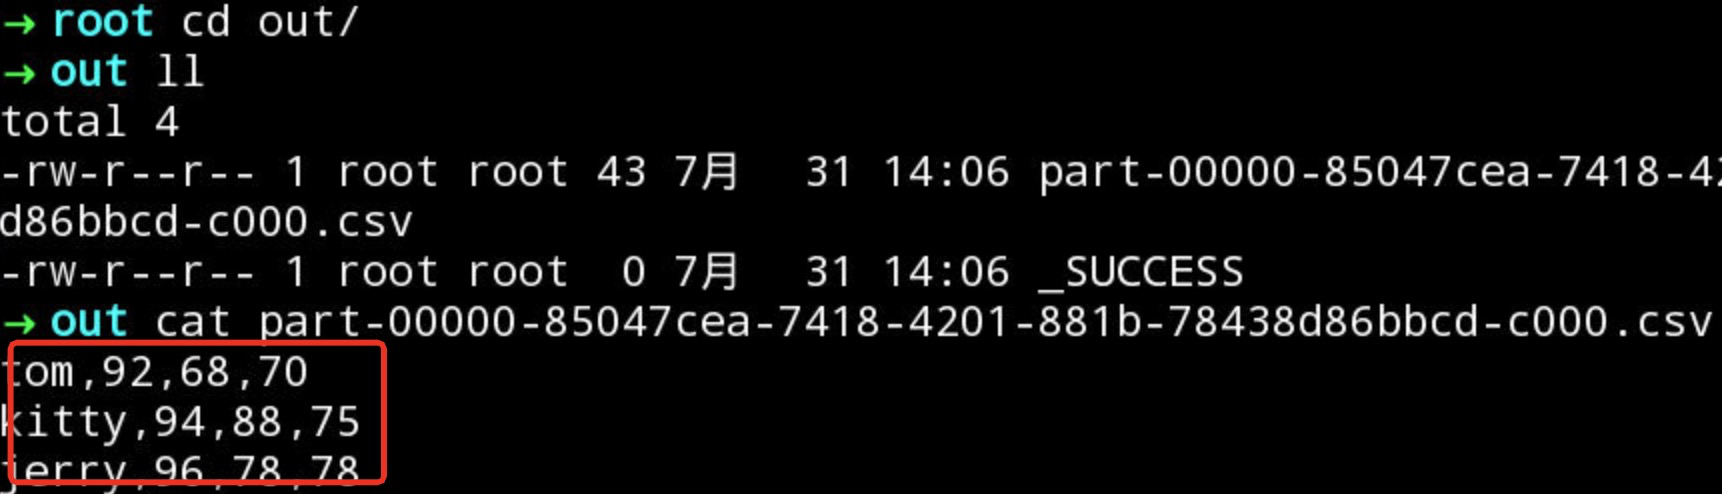 → root cd out/
→ out ll
total 4
-rw-r--r-- 1 root root 43 7月 31 14:06 part-00000-85047cea-7418-42
d86bbcd-c000.csv
-rw-r--r-- 1 root root 0 7月 31 14:06 _SUCCESS
→ out cat part-00000-85047cea-7418-4201-881b-78438d86bbcd-c000.csv
tom,92,68,70
kitty,94,88,75
jerry,96,78,78